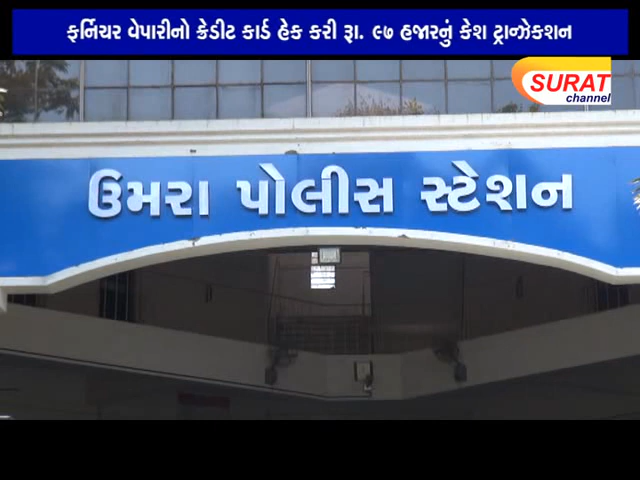 ફર્નિચર વેપારીનો ક્રેડીટ કાર્ડ હેક કરી રૂા. ૯૭ હજારનું કેશ ટ્રાન્ઝેકશન
SURAT
channel
ઉમરા પોલીસ સ્ટેશન